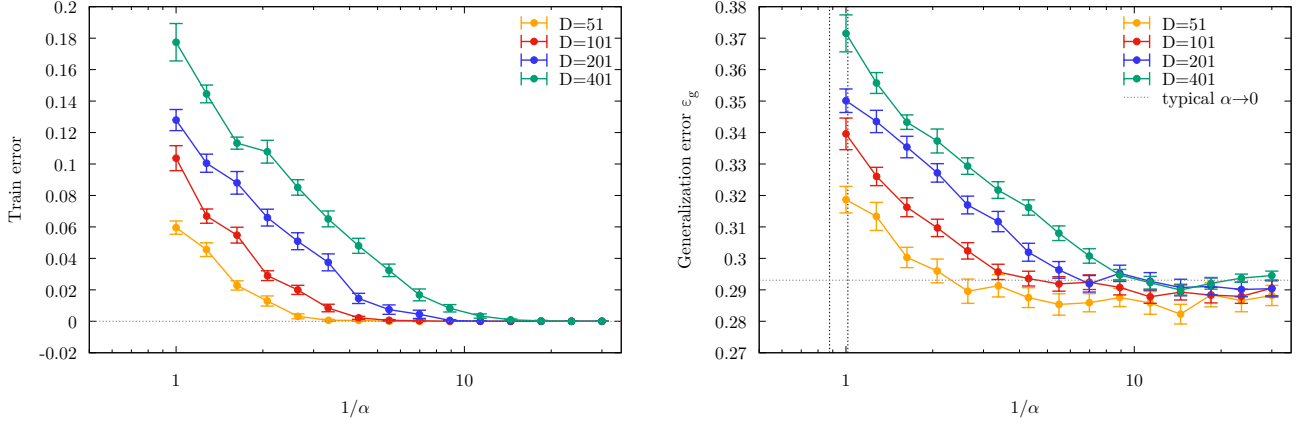 0.2
0.18
0.16
0.14
0.12
0.1
0.08
0.06
0.04
0.02
0
-0.02
Train error
1
10
1/α
D=51
D=101
D=201
D=401
0.38
0.37
0.36
0.35
0.34
0.33
0.32
0.31
0.3
0.29
0.28
0.27
Generalization error ε_g
1
10
1/α
D=51
D=101
D=201
D=401
typical α→0